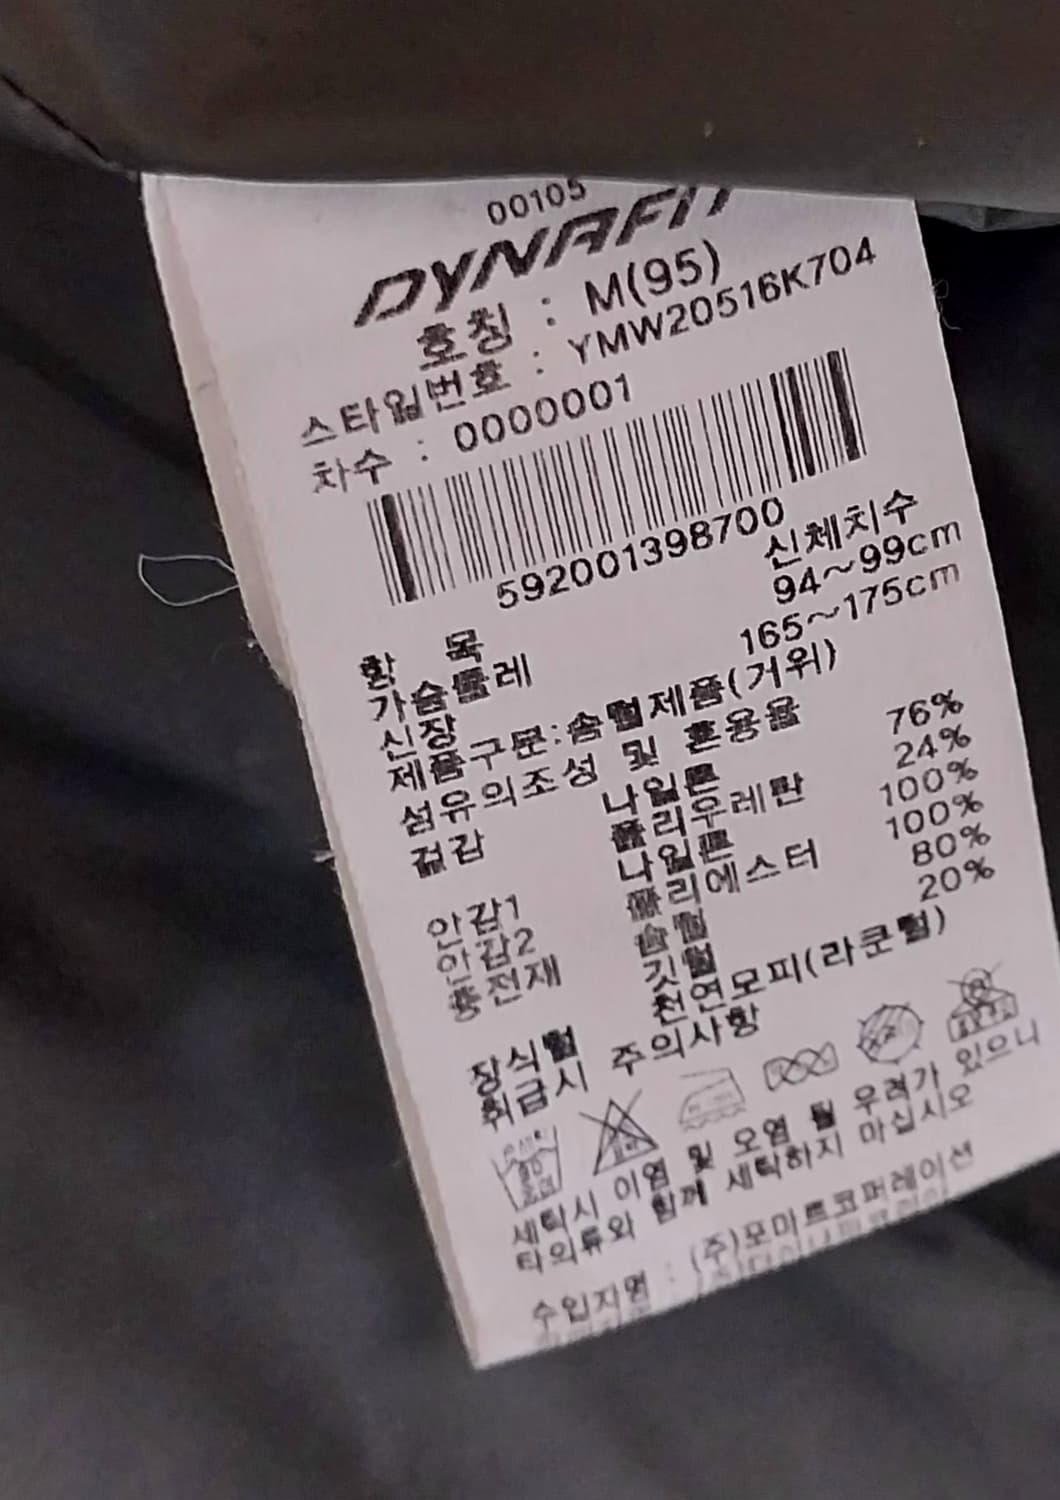 00105
DYNAFIT
호칭 : M(95)
스타일번호 : YMW20516K704
차수 : 0000001
592001398700
항 목 신체치수
가슴둘레 94~99cm
신장 165~175cm
제품구분:솜털제품(거위)
섬유의조성 및 혼용율
겉감 나일론 76%
폴리우레탄 24%
안감1 나일론 100%
안감2 폴리에스터 100%
충전재 솜털 80%
깃털 20%
장식털 천연모피(라쿤털)
취급시 주의사항
세탁시 이염 및 오염 될 우려가 있으니
타의류와 함께 세탁하지 마십시오
수입자명 : (주)포마트코퍼레이션